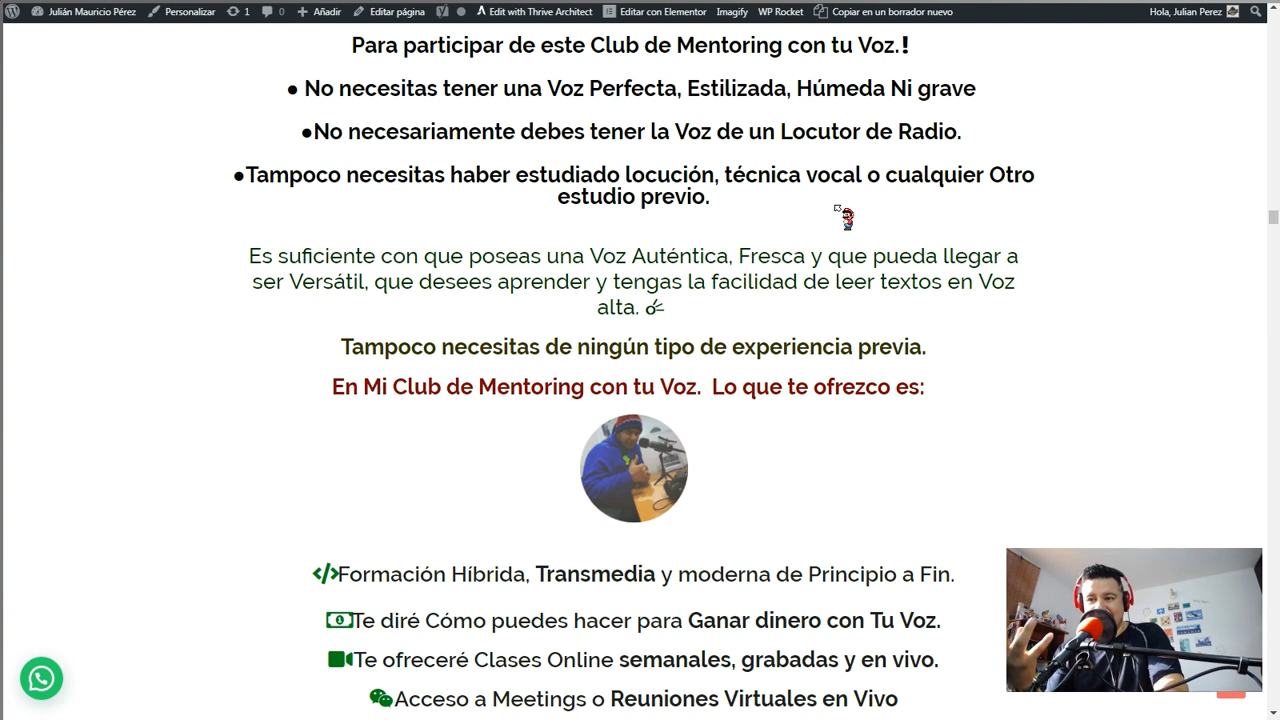 Julián Mauricio Pérez Personalizar 1 0 Añadir Editar página Edit with Thrive Architect Editar con Elementor Imagify WP Rocket Copiar en un borrador nuevo Hola, Julian Perez
Para participar de este Club de Mentoring con tu Voz.!
● No necesitas tener una Voz Perfecta, Estilizada, Húmeda Ni grave
●No necesariamente debes tener la Voz de un Locutor de Radio.
●Tampoco necesitas haber estudiado locución, técnica vocal o cualquier Otro
estudio previo.
Es suficiente con que poseas una Voz Auténtica, Fresca y que pueda llegar a
ser Versátil, que desees aprender y tengas la facilidad de leer textos en Voz
alta.
Tampoco necesitas de ningún tipo de experiencia previa.
En Mi Club de Mentoring con tu Voz. Lo que te ofrezco es:
Formación Híbrida, Transmedia y moderna de Principio a Fin.
Te diré Cómo puedes hacer para Ganar dinero con Tu Voz.
Te ofreceré Clases Online semanales, grabadas y en vivo.
Acceso a Meetings o Reuniones Virtuales en Vivo